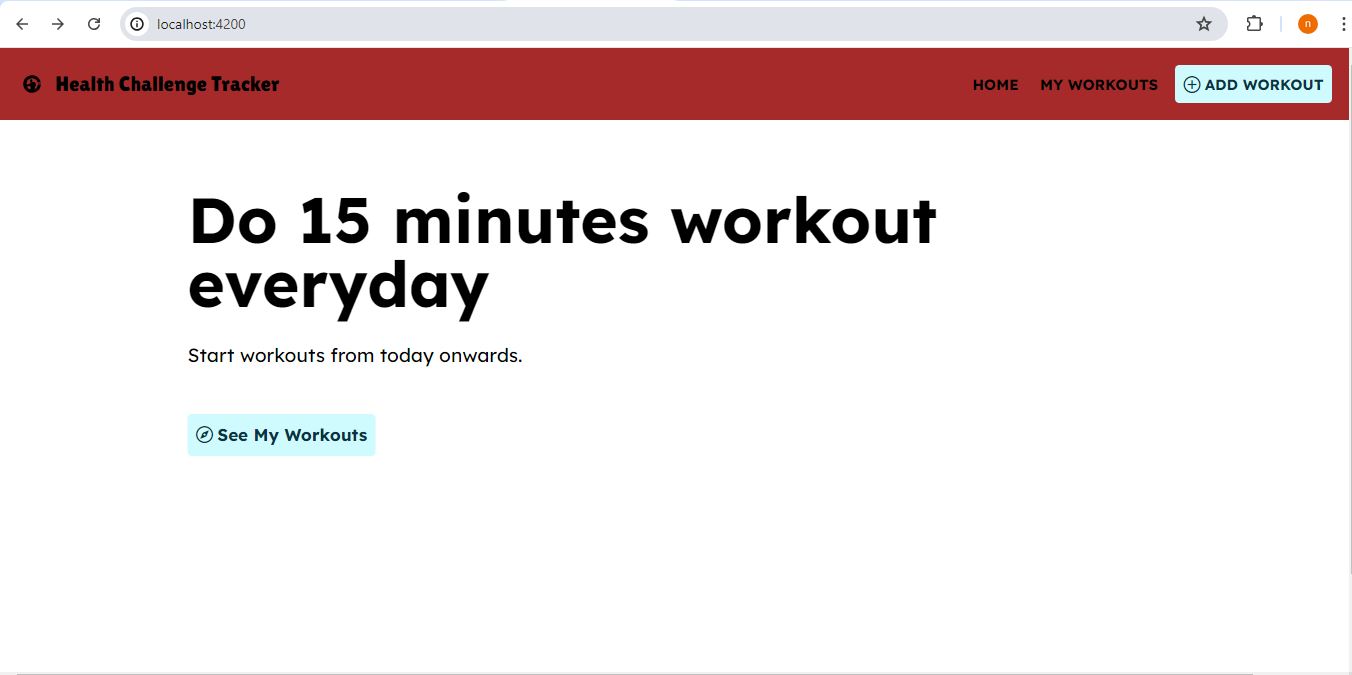 localhost:4200
n
Health Challenge Tracker
HOME MY WORKOUTS ADD WORKOUT
Do 15 minutes workout
everyday
Start workouts from today onwards.
See My Workouts